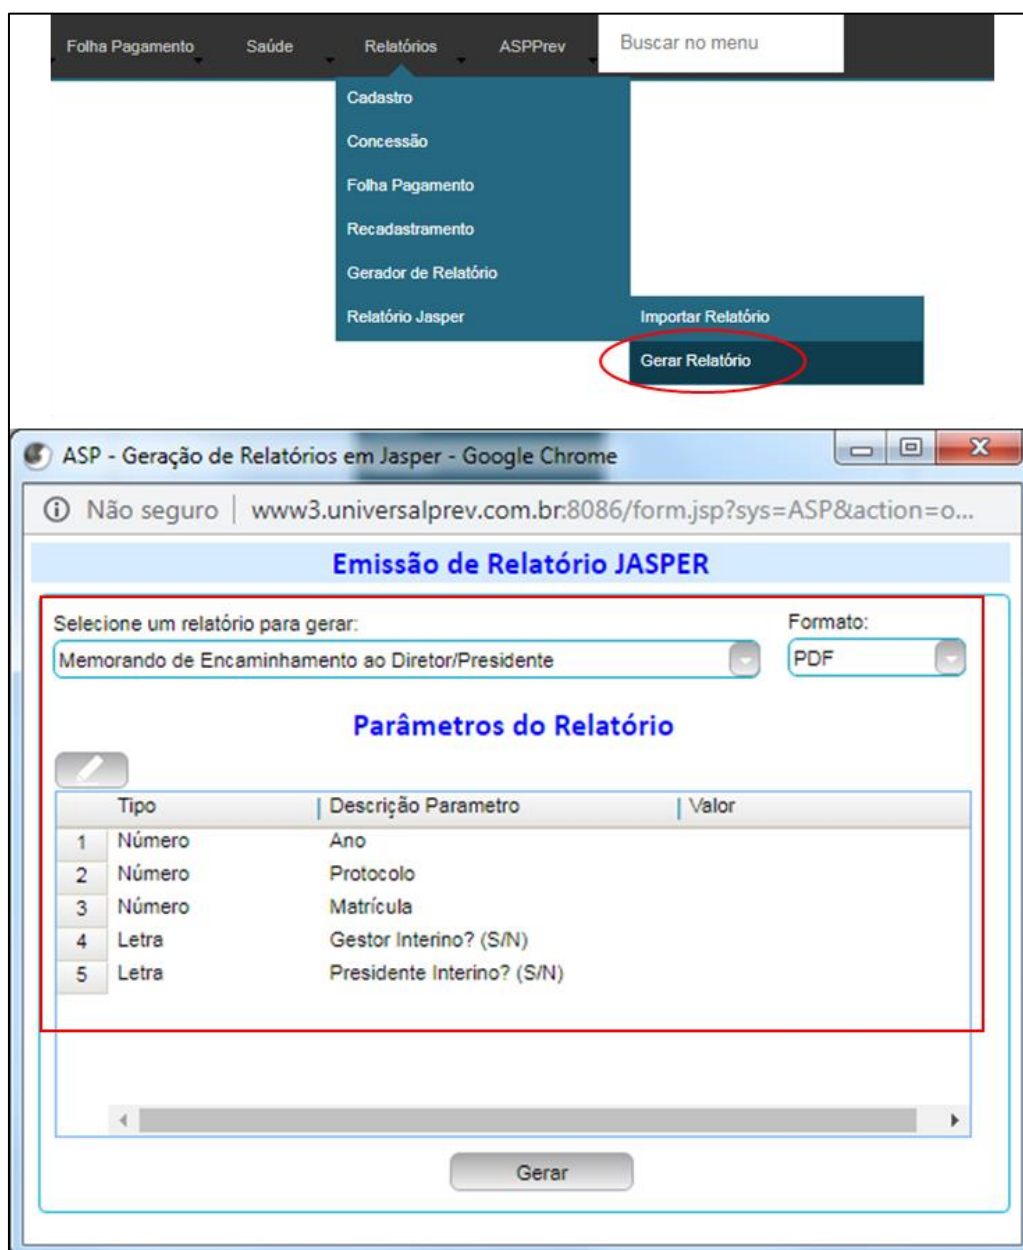 Folha Pagamento Saúde Relatórios ASPPrev Buscar no menu
Cadastro
Concessão
Folha Pagamento
Recadastramento
Gerador de Relatório
Relatório Jasper Importar Relatório
Gerar Relatório
ASP - Geração de Relatórios em Jasper - Google Chrome
Não seguro | www3.universalprev.com.br:8086/form.jsp?sys=ASP&action=o...
Emissão de Relatório JASPER
Selecione um relatório para gerar: Formato:
Memorando de Encaminhamento ao Diretor/Presidente PDF
Parâmetros do Relatório
Tipo Descrição Parametro Valor
1 Número Ano
2 Número Protocolo
3 Número Matrícula
4 Letra Gestor Interino? (S/N)
5 Letra Presidente Interino? (S/N)
Gerar